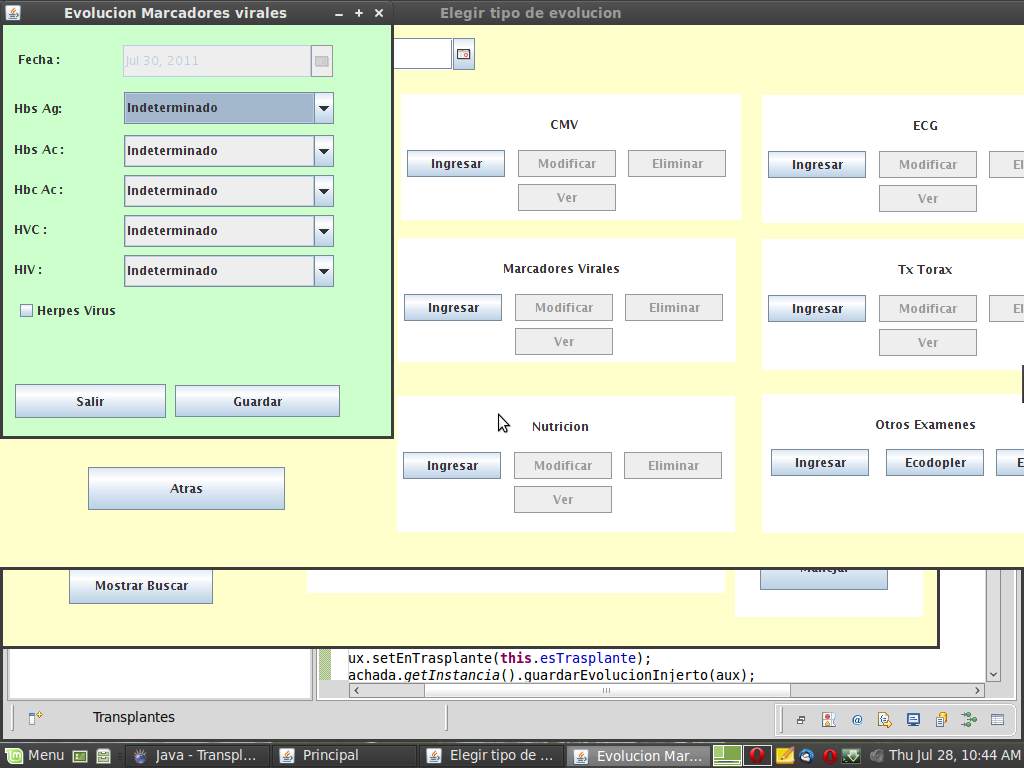 Evolucion Marcadores virales
Elegir tipo de evolucion
Fecha :
Jul 30, 2011
Hbs Ag:
Indeterminado
Hbs Ac :
Indeterminado
Hbc Ac :
Indeterminado
HVC :
Indeterminado
HIV :
Indeterminado
Herpes Virus
Salir
Guardar
Atras
CMV
Ingresar
Modificar
Eliminar
Ver
ECG
Ingresar
Modificar
Ver
Marcadores Virales
Ingresar
Modificar
Eliminar
Ver
Tx Torax
Ingresar
Modificar
Ver
Nutricion
Ingresar
Modificar
Eliminar
Ver
Otros Examenes
Ingresar
Ecodopler
Mostrar Buscar
ux.setEnTrasplante(this.esTrasplante);
achada.getInstancia().guardarEvolucionInjerto(aux);
Transplantes
Menu
Java - Transpl...
Principal
Elegir tipo de ...
Evolucion Mar...
Thu Jul 28, 10:44 AM